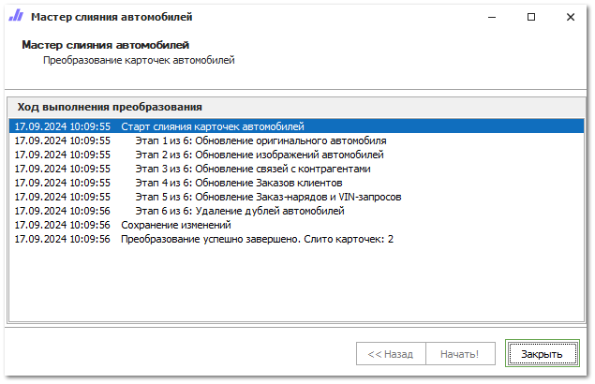 Мастер слияния автомобилей
Мастер слияния автомобилей
Преобразование карточек автомобилей
Ход выполнения преобразования
17.09.2024 10:09:55 Старт слияния карточек автомобилей
17.09.2024 10:09:55 Этап 1 из 6: Обновление оригинального автомобиля
17.09.2024 10:09:55 Этап 2 из 6: Обновление изображений автомобилей
17.09.2024 10:09:55 Этап 3 из 6: Обновление связей с контрагентами
17.09.2024 10:09:55 Этап 4 из 6: Обновление Заказов клиентов
17.09.2024 10:09:55 Этап 5 из 6: Обновление Заказ-нарядов и VIN-запросов
17.09.2024 10:09:56 Этап 6 из 6: Удаление дублей автомобилей
17.09.2024 10:09:56 Сохранение изменений
17.09.2024 10:09:56 Преобразование успешно завершено. Слито карточек: 2
<< Назад Начать! Закрыть